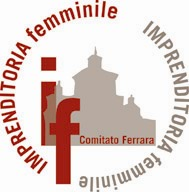 IMPRENDITORIA femminile
IMPRENDITORIA femminile
if
Comitato Ferrara